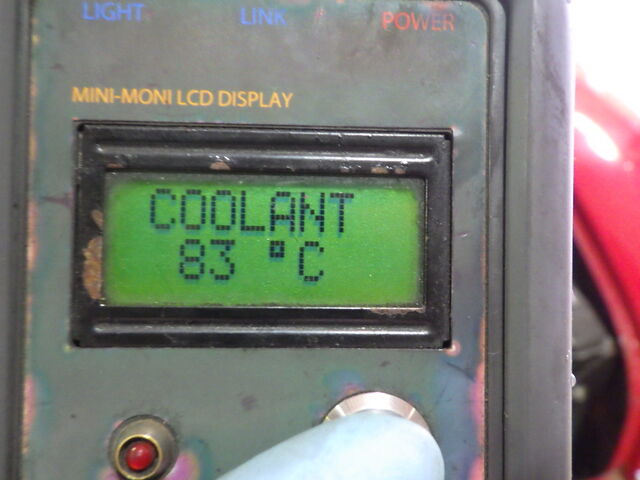 LIGHT LINK POWER
MINI-MONI LCD DISPLAY
COOLANT
83 °C